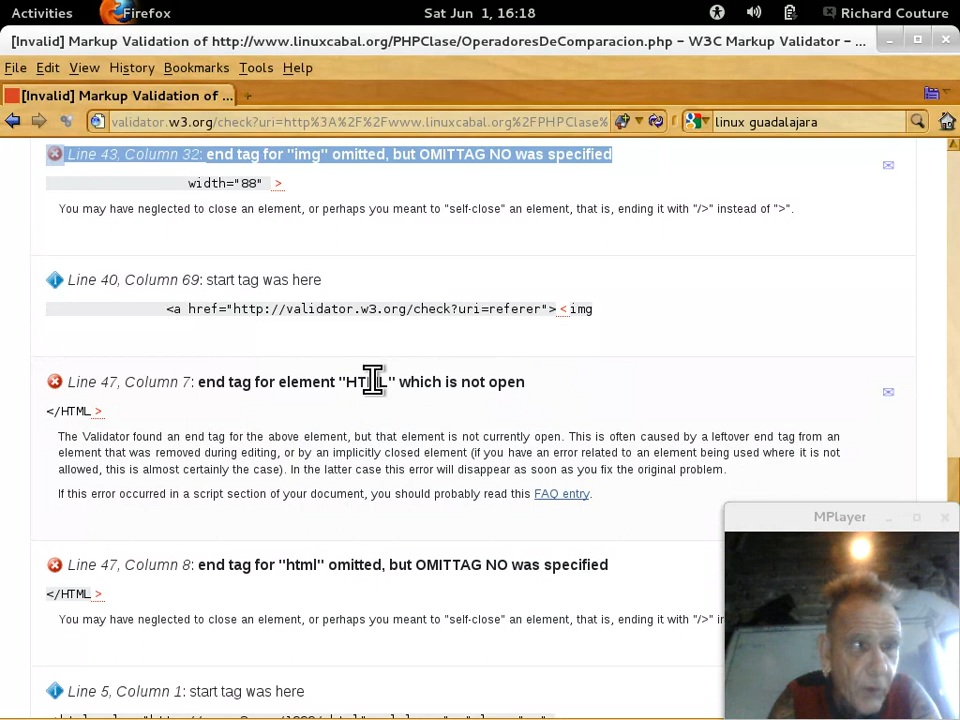 Activities Firefox Sat Jun 1, 16:18 Richard Couture
[Invalid] Markup Validation of http://www.linuxcabal.org/PHPClase/OperadoresDeComparacion.php – W3C Markup Validator – ...
File Edit View History Bookmarks Tools Help
[Invalid] Markup Validation of ...
validator.w3.org/check?uri=http%3A%2F%2Fwww.linuxcabal.org%2FPHPClase% linux guadalajara
Line 43, Column 32: end tag for "img" omitted, but OMITTAG NO was specified
width="88" >
You may have neglected to close an element, or perhaps you meant to "self-close" an element, that is, ending it with "/>" instead of ">".
Line 40, Column 69: start tag was here
<a href="http://validator.w3.org/check?uri=referer"><img
Line 47, Column 7: end tag for element "HTML" which is not open
</HTML>
The Validator found an end tag for the above element, but that element is not currently open. This is often caused by a leftover end tag from an
element that was removed during editing, or by an implicitly closed element (if you have an error related to an element being used where it is not
allowed, this is almost certainly the case). In the latter case this error will disappear as soon as you fix the original problem.
If this error occurred in a script section of your document, you should probably read this FAQ entry.
MPlayer
Line 47, Column 8: end tag for "html" omitted, but OMITTAG NO was specified
</HTML>
You may have neglected to close an element, or perhaps you meant to "self-close" an element, that is, ending it with "/>"
Line 5, Column 1: start tag was here